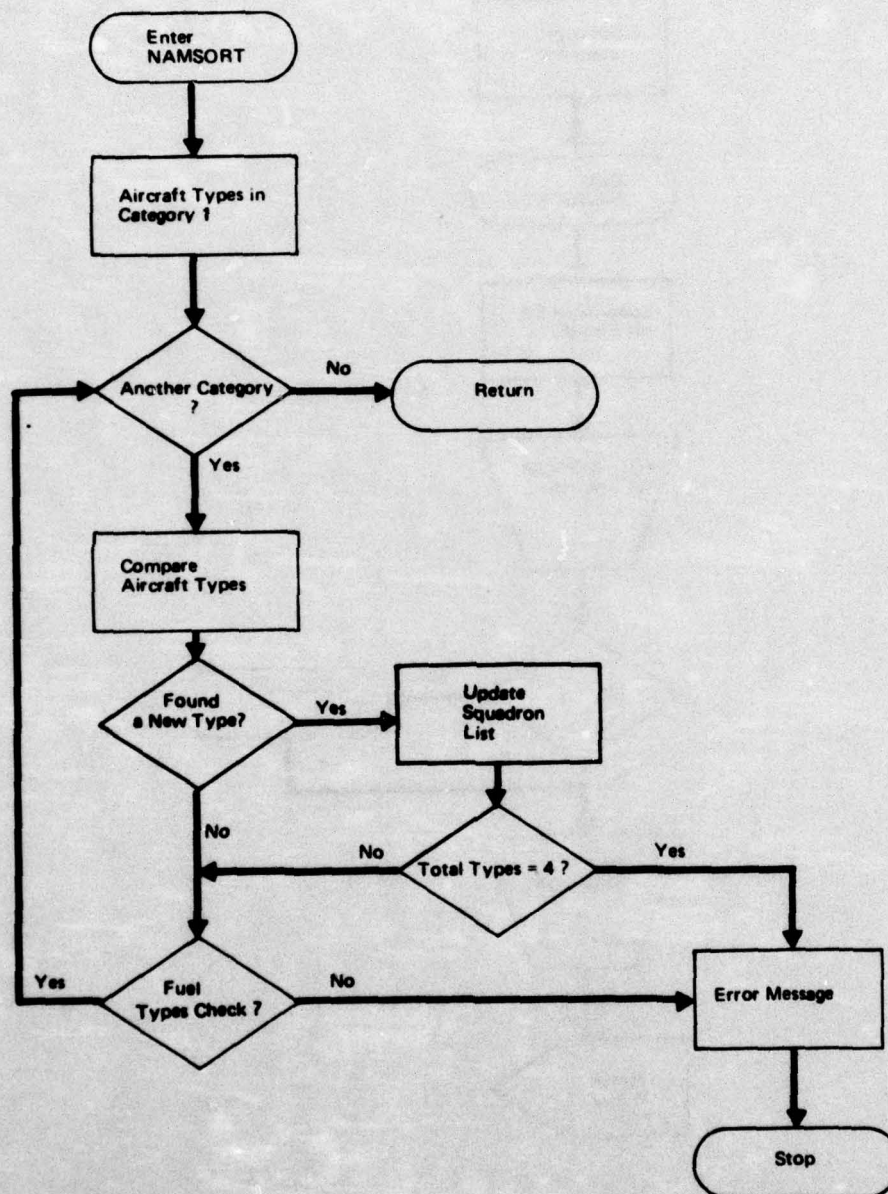 Enter
NAMSORT
Aircraft Types in
Category 1
Another Category
?
No
Return
Yes
Compare
Aircraft Types
Found
a New Type?
Yes
Update
Squadron
List
No
No
Total Types = 4 ?
Yes
Yes
Fuel
Types Check ?
No
Error Message
Stop